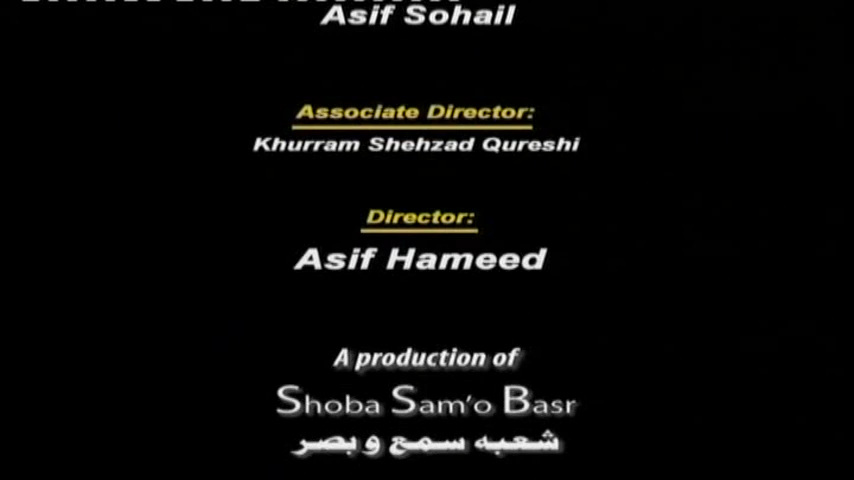 Asif Sohail
Associate Director:
Khurram Shehzad Qureshi
Director:
Asif Hameed
A production of
Shoba Sam'o Basr
شعبه سمع و بصر